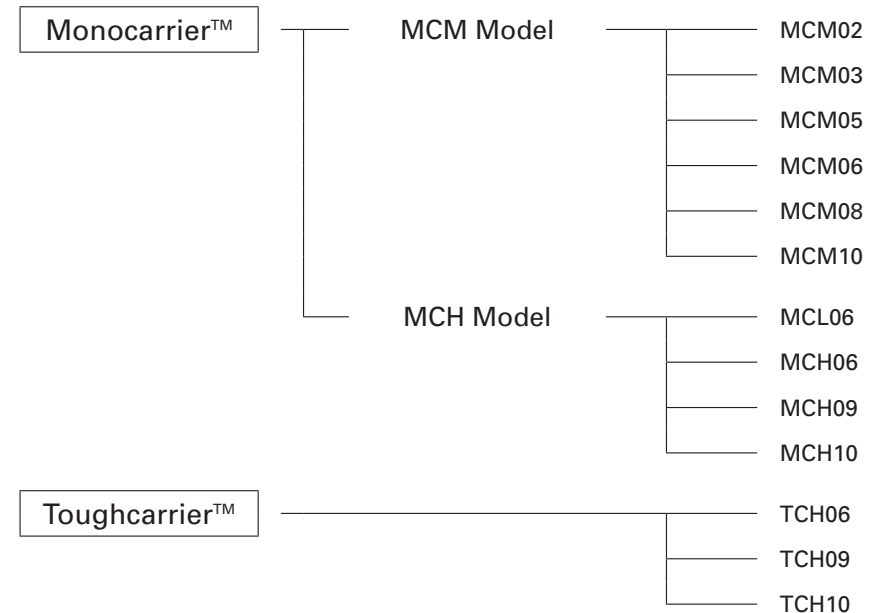 Monocarrier™ MCM Model MCM02
MCM03
MCM05
MCM06
MCM08
MCM10
MCH Model MCL06
MCH06
MCH09
MCH10
Toughcarrier™ TCH06
TCH09
TCH10